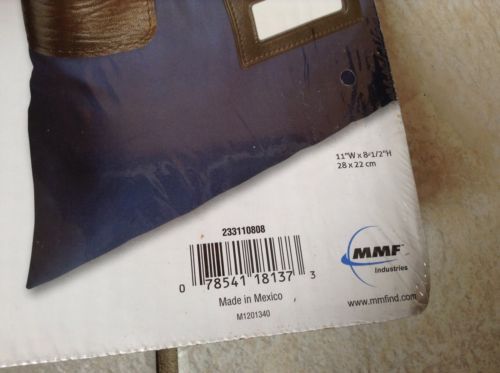 11"W x 8-1/2"H
28 x 22 cm
233110808
0 78541 18137 3
Made in Mexico
M1201340
MMF
Industries
www.mmfind.com